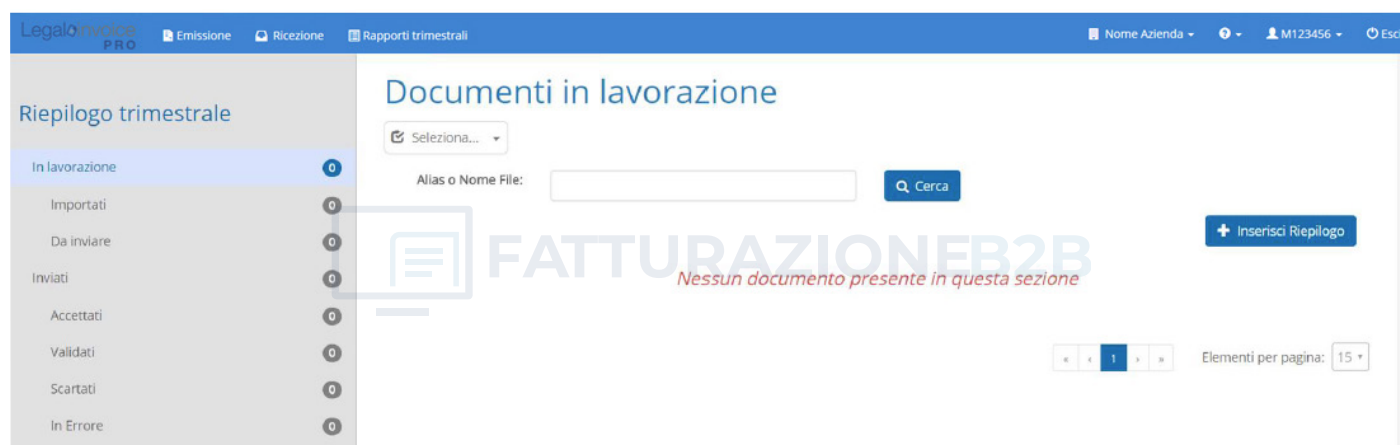 LegalInvoice PRO
Emissione
Ricezione
Rapporti trimestrali
Nome Azienda
M123456
Esci
Riepilogo trimestrale
In lavorazione 0
Importati 0
Da inviare 0
Inviati 0
Accettati 0
Validati 0
Scartati 0
In Errore 0
Documenti in lavorazione
Seleziona...
Alias o Nome File:
Cerca
+ Inserisci Riepilogo
FATTURAZIONEB2B
Nessun documento presente in questa sezione
« ‹ 1 › »
Elementi per pagina: 15